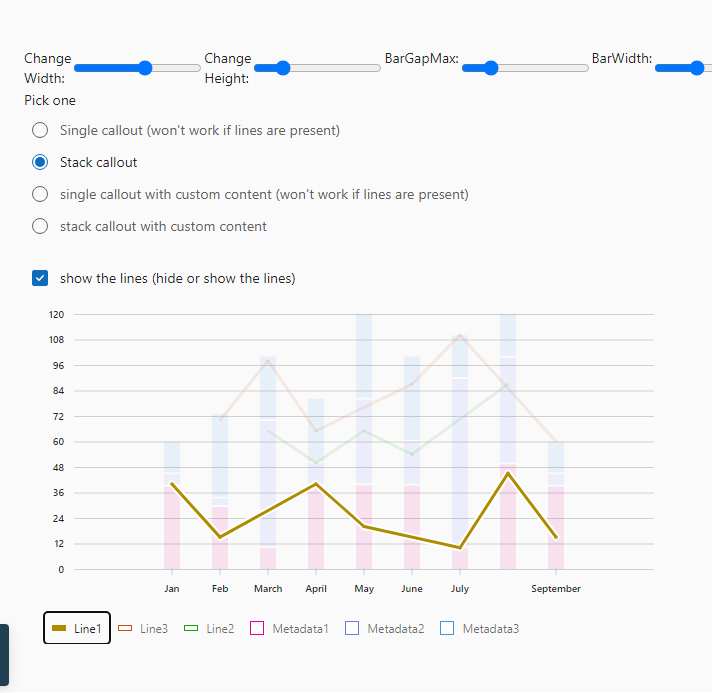 Change Width:
Change Height:
BarGapMax:
BarWidth:
Pick one
Single callout (won't work if lines are present)
Stack callout
single callout with custom content (won't work if lines are present)
stack callout with custom content
show the lines (hide or show the lines)
120
108
96
84
72
60
48
36
24
12
0
Jan Feb March April May June July September
Line1 Line3 Line2 Metadata1 Metadata2 Metadata3